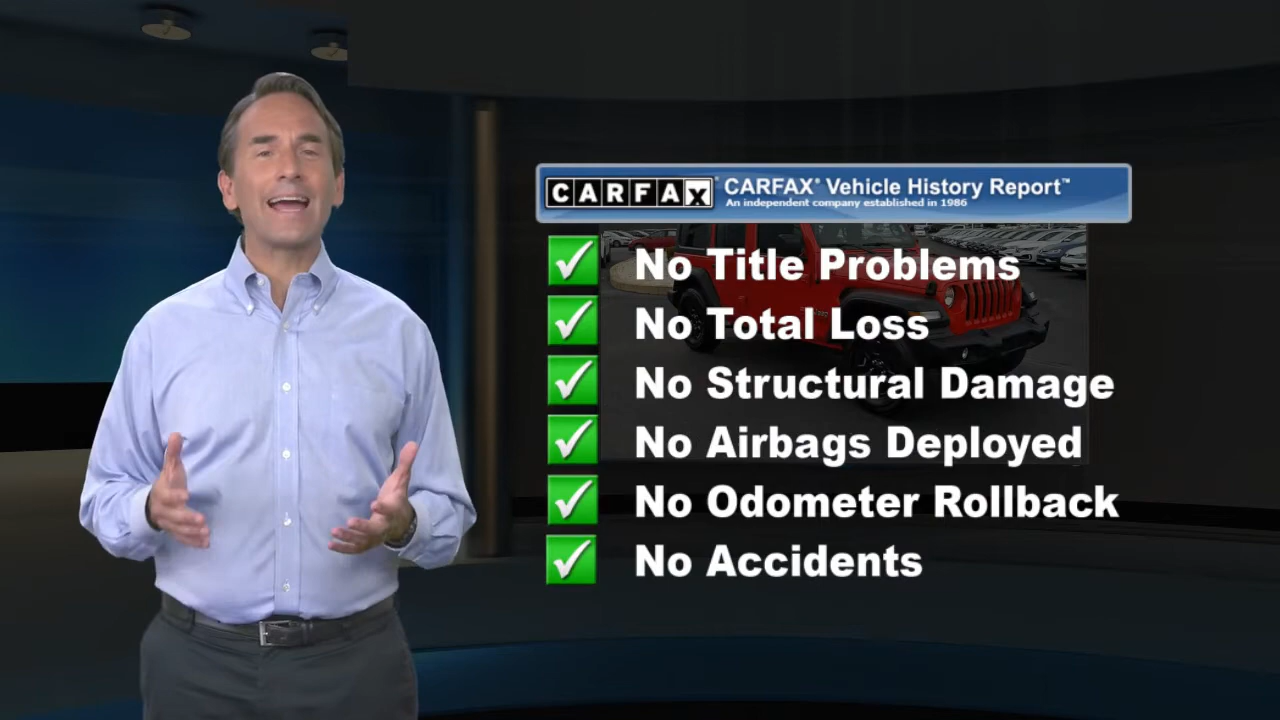 CARFAX® CARFAX® Vehicle History Report™
An independent company established in 1986
No Title Problems
No Total Loss
No Structural Damage
No Airbags Deployed
No Odometer Rollback
No Accidents